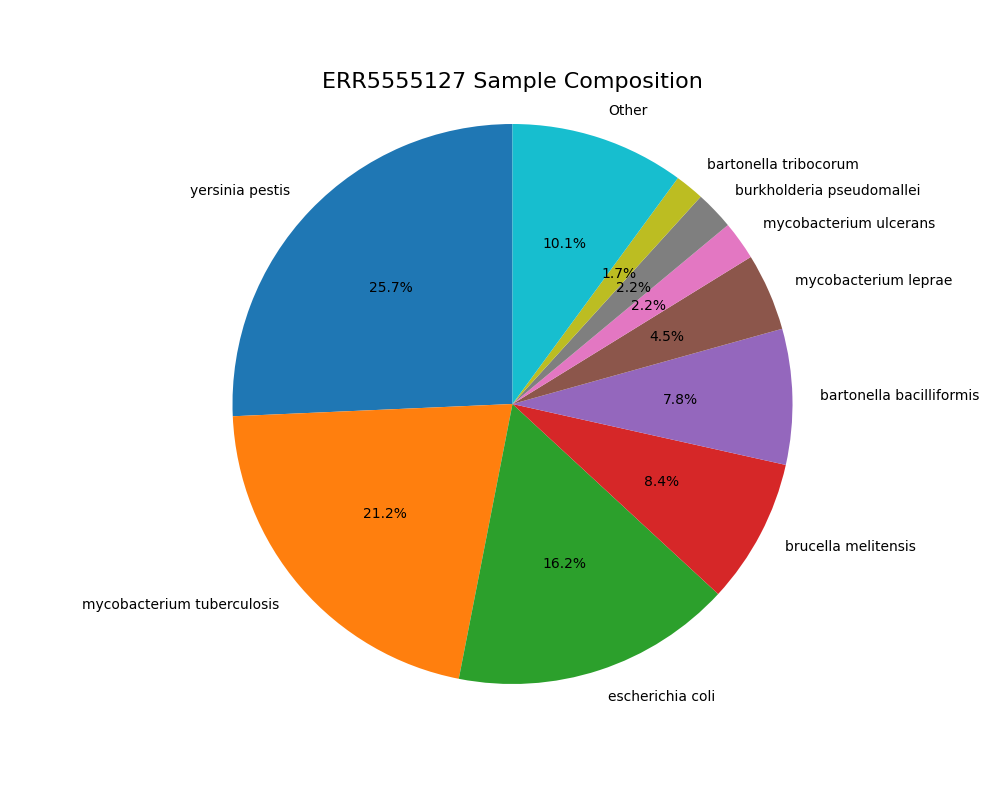 ERR5555127 Sample Composition
Other
bartonella tribocorum
burkholderia pseudomallei
mycobacterium ulcerans
mycobacterium leprae
bartonella bacilliformis
brucella melitensis
escherichia coli
mycobacterium tuberculosis
yersinia pestis
10.1%
1.7%
2.2%
2.2%
4.5%
7.8%
8.4%
16.2%
21.2%
25.7%